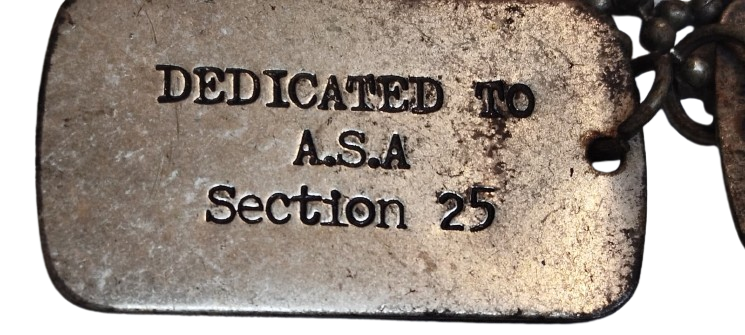 DEDICATED TO
A.S.A
Section 25